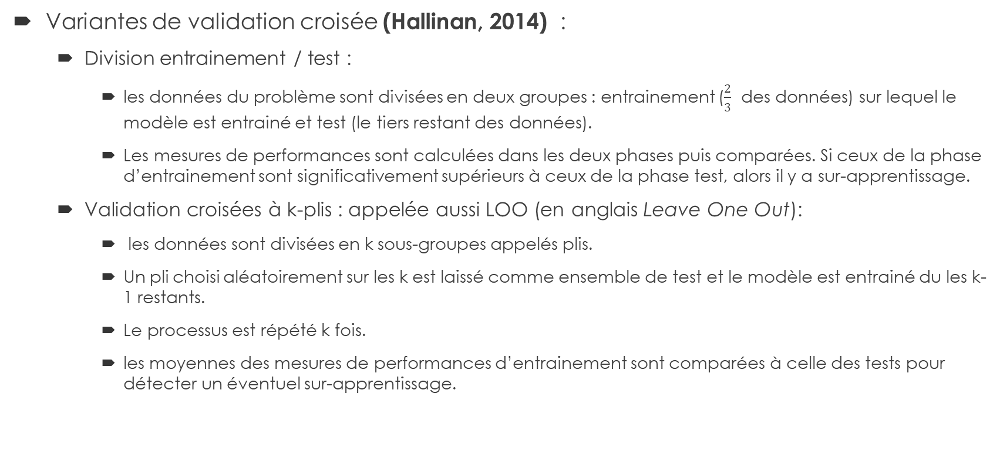 Variantes de validation croisée (Hallinan, 2014) :
Division entrainement / test :
les données du problème sont divisées en deux groupes : entrainement (2/3 des données) sur lequel le
modèle est entrainé et test (le tiers restant des données).
Les mesures de performances sont calculées dans les deux phases puis comparées. Si ceux de la phase
d’entrainement sont significativement supérieurs à ceux de la phase test, alors il y a sur-apprentissage.
Validation croisées à k-plis : appelée aussi LOO (en anglais Leave One Out):
les données sont divisées en k sous-groupes appelés plis.
Un pli choisi aléatoirement sur les k est laissé comme ensemble de test et le modèle est entrainé du les k-
1 restants.
Le processus est répété k fois.
les moyennes des mesures de performances d’entrainement sont comparées à celle des tests pour
détecter un éventuel sur-apprentissage.